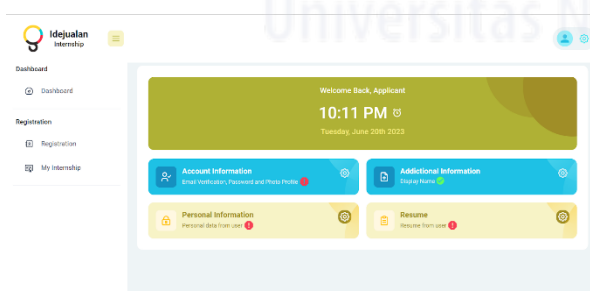 Universitas N
Idejualan
Internship
Dashboard
Dashboard
Registration
Registration
My Internship
Welcome Back, Applicant
10:11 PM
Tuesday, June 20th 2023
Account Information
Email Verification, Password and Photo Profile
Addictional Information
Display Name
Personal Information
Personal data from user
Resume
Resume from user